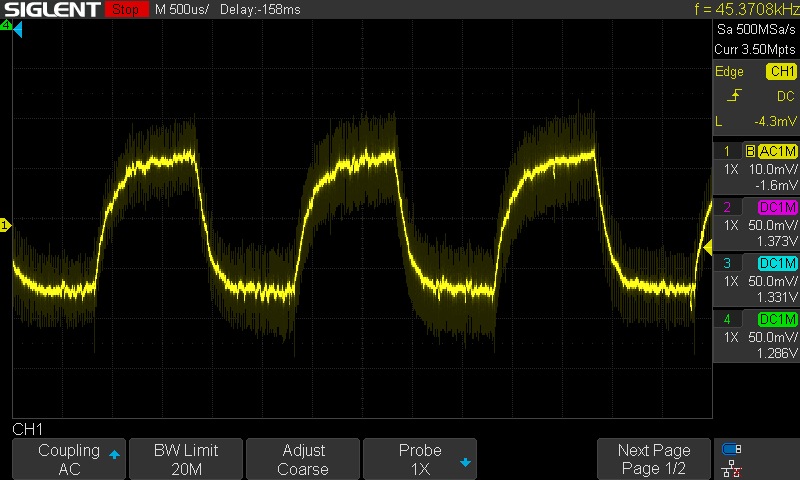 SIGLENT Stop M 500us/ Delay:-158ms f = 45.3708kHz
Sa 500MSa/s
Curr 3.50Mpts
Edge CH1
DC
L -4.3mV
1 B AC1M
1X 10.0mV/
-1.6mV
2 DC1M
1X 50.0mV/
1.373V
3 DC1M
1X 50.0mV/
1.331V
4 DC1M
1X 50.0mV/
1.286V
4
1
CH1
Coupling
AC
BW Limit
20M
Adjust
Coarse
Probe
1X
Next Page
Page 1/2